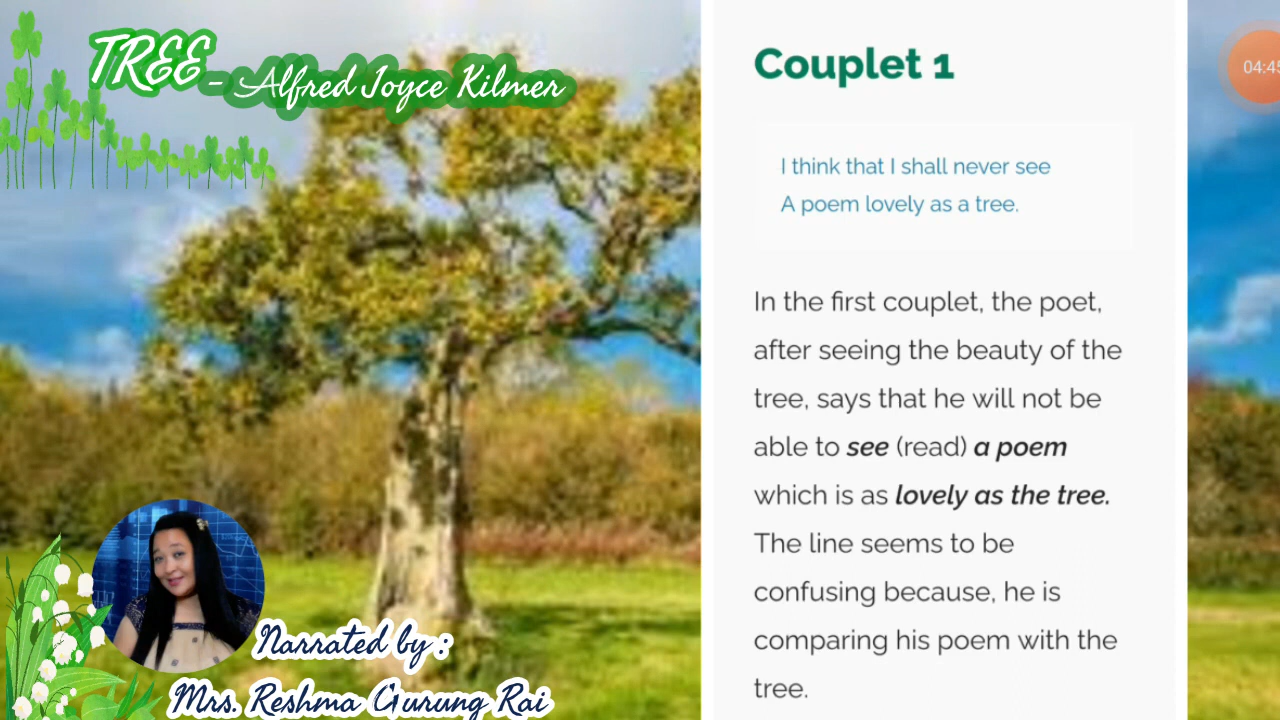 TREE - Alfred Joyce Kilmer
04:45
Couplet 1
I think that I shall never see
A poem lovely as a tree.
In the first couplet, the poet,
after seeing the beauty of the
tree, says that he will not be
able to see (read) a poem
which is as lovely as the tree.
The line seems to be
confusing because, he is
comparing his poem with the
tree.
Narrated by :
Mrs. Reshma Gurung Rai